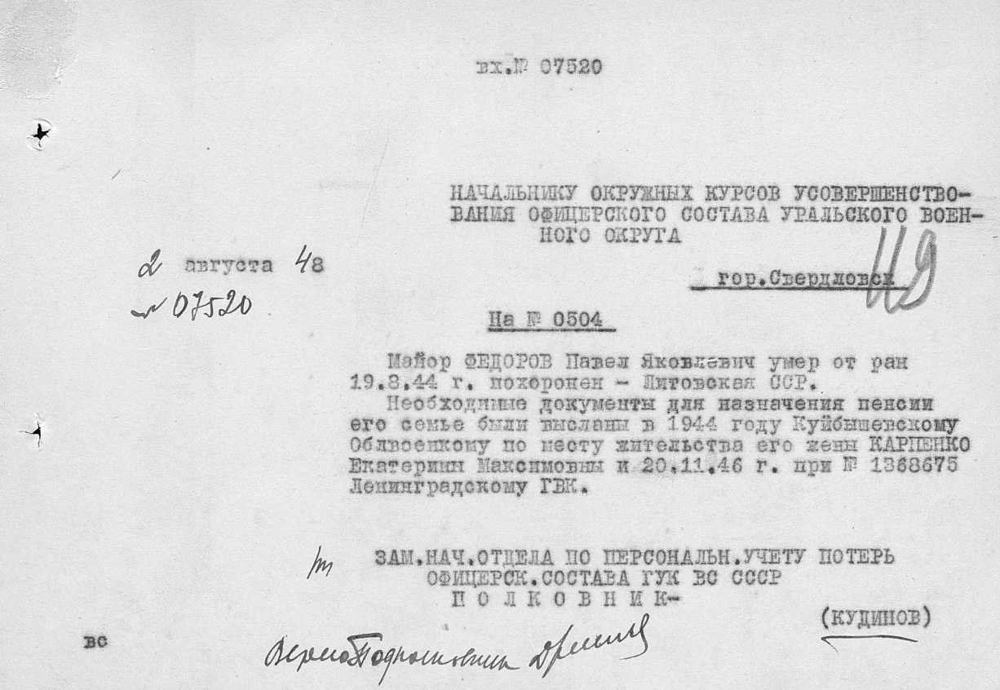 вх.№ 07520
НАЧАЛЬНИКУ ОКРУЖНЫХ КУРСОВ УСОВЕРШЕНСТВО-
ВАНИЯ ОФИЦЕРСКОГО СОСТАВА УРАЛЬСКОГО ВОЕН-
НОГО ОКРУГА
2 августа 48
№ 07520
гор.Свердловск
119
На № 0504
Майор ФЕДОРОВ Павел Яковлевич умер от ран
19.8.44 г. похоронен - Литовская ССР.
Необходимые документы для назначения пенсии
его семье были высланы в 1944 году Куйбышевскому
Облвоенкому по месту жительства его жены КАРПЕНКО
Екатерины Максимовны и 20.11.46 г. при № 1368675
Ленинградскому ГВК.
ЗАМ.НАЧ.ОТДЕЛА ПО ПЕРСОНАЛЬН.УЧЕТУ ПОТЕРЬ
ОФИЦЕРСК.СОСТАВА ГУК ВС СССР
ПОЛКОВНИК-
(КУДИНОВ)
вс
Верно Подполковник